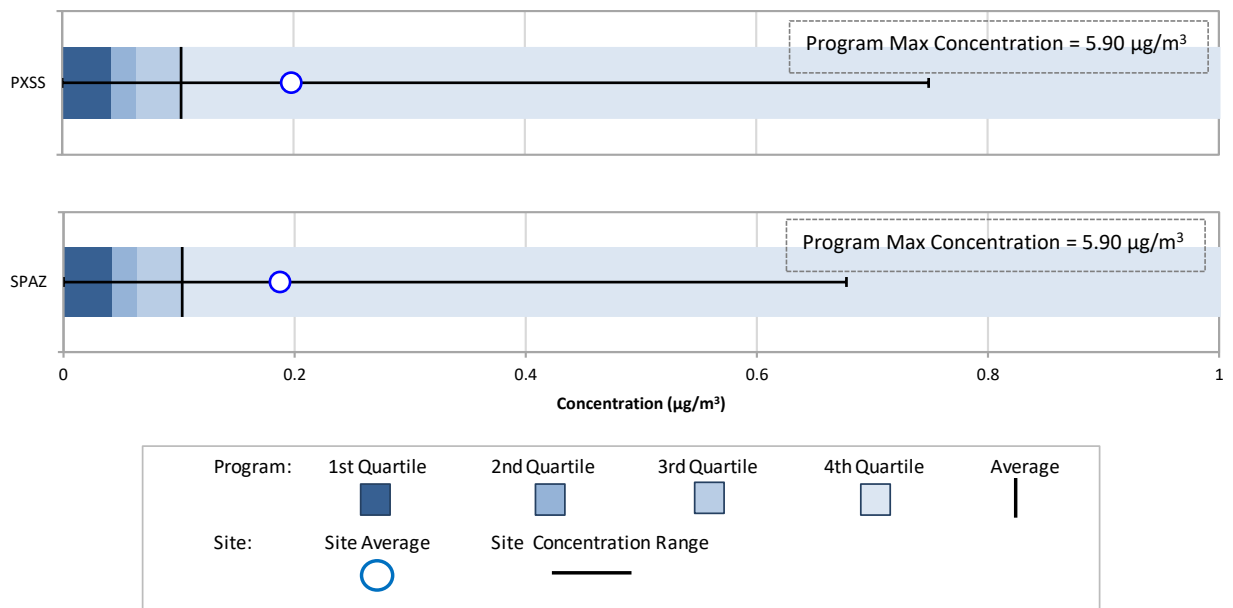 Program Max Concentration = 5.90 µg/m³
PXSS
Program Max Concentration = 5.90 µg/m³
SPAZ
0 0.2 0.4 0.6 0.8 1
Concentration (µg/m³)
Program: 1st Quartile 2nd Quartile 3rd Quartile 4th Quartile Average
Site: Site Average Site Concentration Range